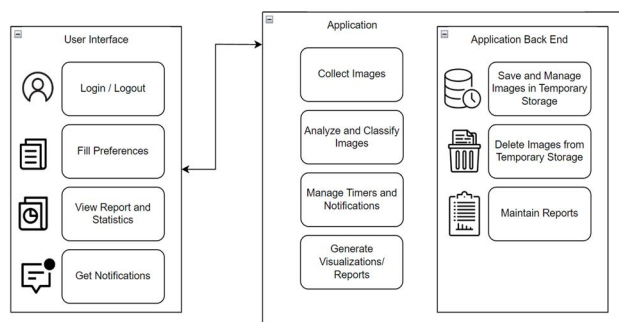 User Interface
Login / Logout
Fill Preferences
View Report and
Statistics
Get Notifications
Application
Collect Images
Analyze and Classify
Images
Manage Timers and
Notifications
Generate
Visualizations/
Reports
Application Back End
Save and Manage
Images in Temporary
Storage
Delete Images from
Temporary Storage
Maintain Reports